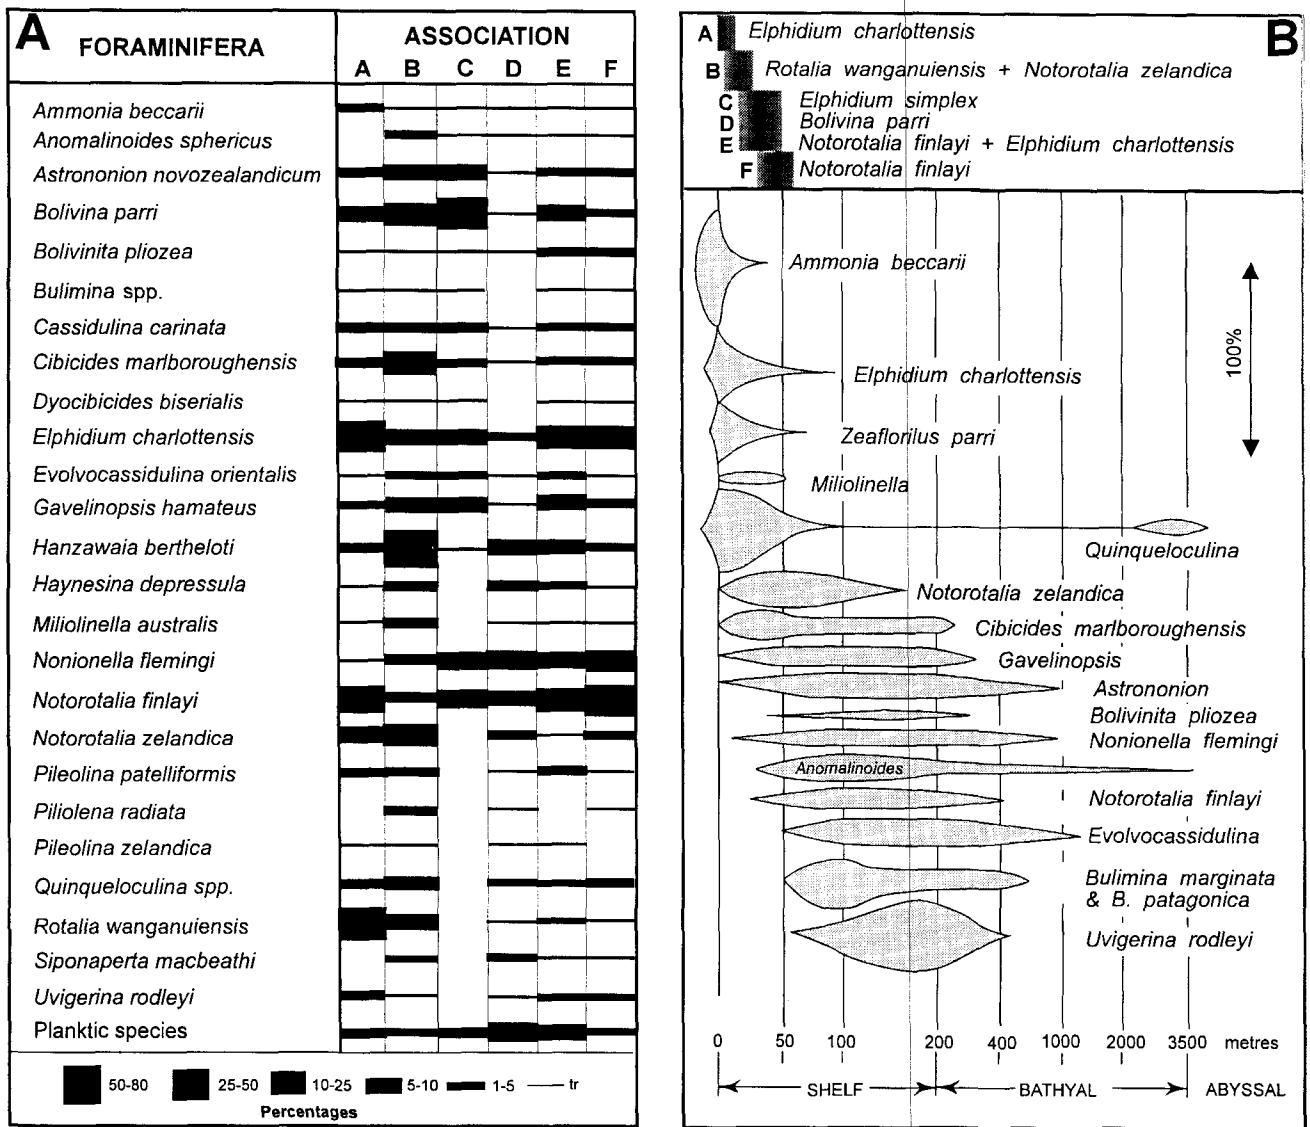 A
FORAMINIFERA
ASSOCIATION
A B C D E F
Ammonia beccarii
Anomalinoides sphericus
Astrononion novozealandicum
Bolivina parri
Bolivinita pliozea
Bulimina spp.
Cassidulina carinata
Cibicides marlboroughensis
Dyocibicides biserialis
Elphidium charlottensis
Evolvocassidulina orientalis
Gavelinopsis hamateus
Hanzawaia bertheloti
Haynesina depressula
Miliolinella australis
Nonionella flemingi
Notorotalia finlayi
Notorotalia zelandica
Pileolina patelliformis
Piliolena radiata
Pileolina zelandica
Quinqueloculina spp.
Rotalia wanganuiensis
Siponaperta macbeathi
Uvigerina rodleyi
Planktic species
50-80 25-50 10-25 5-10 1-5 tr
Percentages
B
A Elphidium charlottensis
B Rotalia wanganuiensis + Notorotalia zelandica
C Elphidium simplex
D Bolivina parri
E Notorotalia finlayi + Elphidium charlottensis
F Notorotalia finlayi
Ammonia beccarii
100%
Elphidium charlottensis
Zeaflorilus parri
Miliolinella
Quinqueloculina
Notorotalia zelandica
Cibicides marlboroughensis
Gavelinopsis
Astrononion
Bolivinita pliozea
Nonionella flemingi
Anomalinoides
Notorotalia finlayi
Evolvocassidulina
Bulimina marginata
& B. patagonica
Uvigerina rodleyi
0 50 100 200 400 1000 2000 3500 metres
SHELF BATHYAL ABYSSAL